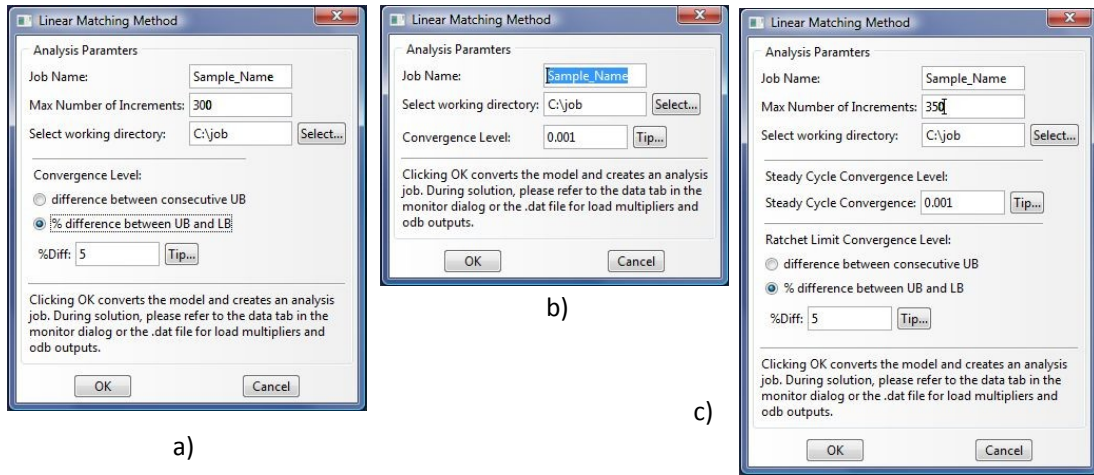 Linear Matching Method
Analysis Paramters
Job Name: Sample_Name
Max Number of Increments: 300
Select working directory: C:\job Select...
Convergence Level:
difference between consecutive UB
% difference between UB and LB
%Diff: 5 Tip...
Clicking OK converts the model and creates an analysis
job. During solution, please refer to the data tab in the
monitor dialog or the .dat file for load multipliers and
odb outputs.
OK Cancel
a)
Linear Matching Method
Analysis Paramters
Job Name: Sample_Name
Select working directory: C:\job Select...
Convergence Level: 0.001 Tip...
Clicking OK converts the model and creates an analysis
job. During solution, please refer to the data tab in the
monitor dialog or the .dat file for load multipliers and
odb outputs.
OK Cancel
b)
Linear Matching Method
Analysis Paramters
Job Name: Sample_Name
Max Number of Increments: 350
Select working directory: C:\job Select...
Steady Cycle Convergence Level:
Steady Cycle Convergence: 0.001 Tip...
Ratchet Limit Convergence Level:
difference between consecutive UB
% difference between UB and LB
%Diff: 5 Tip...
Clicking OK converts the model and creates an analysis
job. During solution, please refer to the data tab in the
monitor dialog or the .dat file for load multipliers and
odb outputs.
OK Cancel
c)